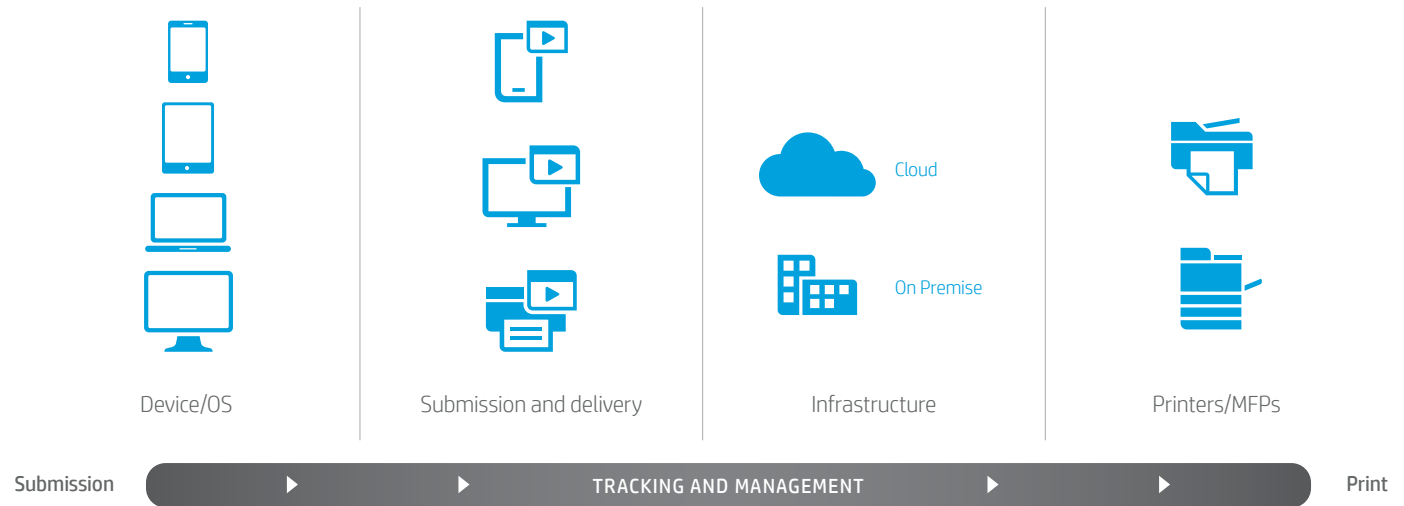 Cloud
On Premise
Device/OS
Submission and delivery
Infrastructure
Printers/MFPs
Submission
TRACKING AND MANAGEMENT
Print